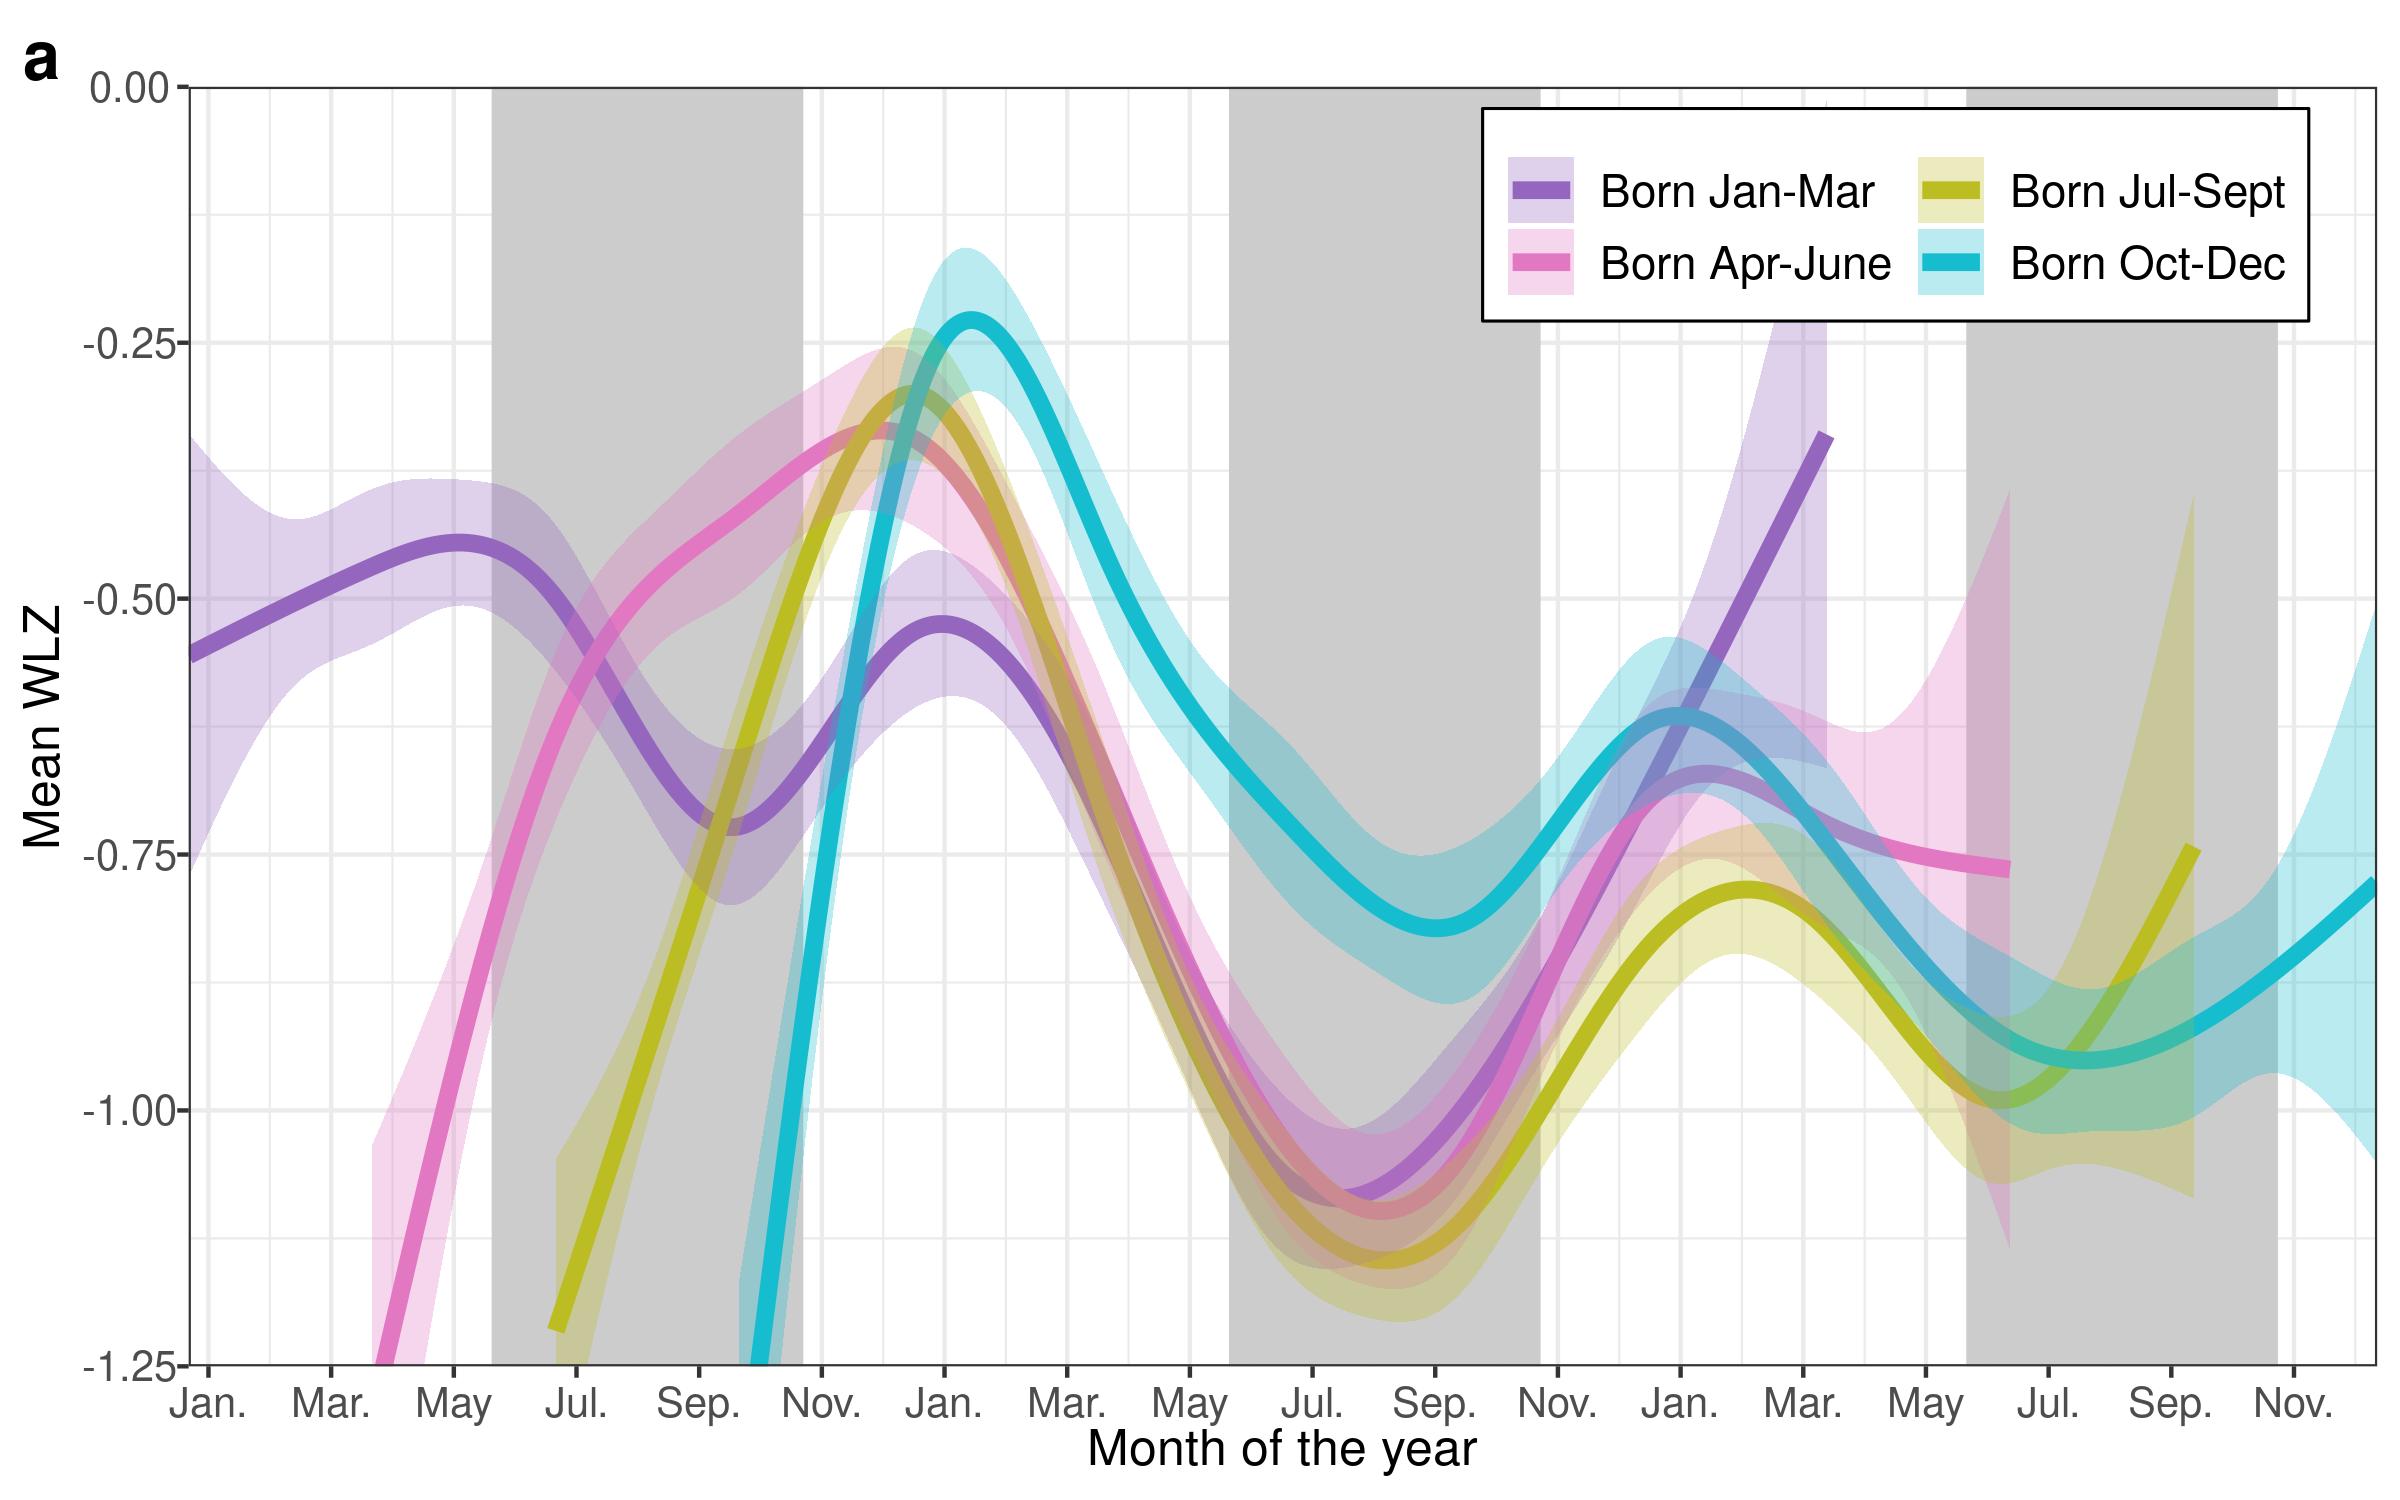 a
0.00
-0.25
-0.50
-0.75
-1.00
-1.25
Mean WLZ
Born Jan-Mar Born Jul-Sept
Born Apr-June Born Oct-Dec
Jan. Mar. May Jul. Sep. Nov. Jan. Mar. May Jul. Sep. Nov. Jan. Mar. May Jul. Sep. Nov.
Month of the year